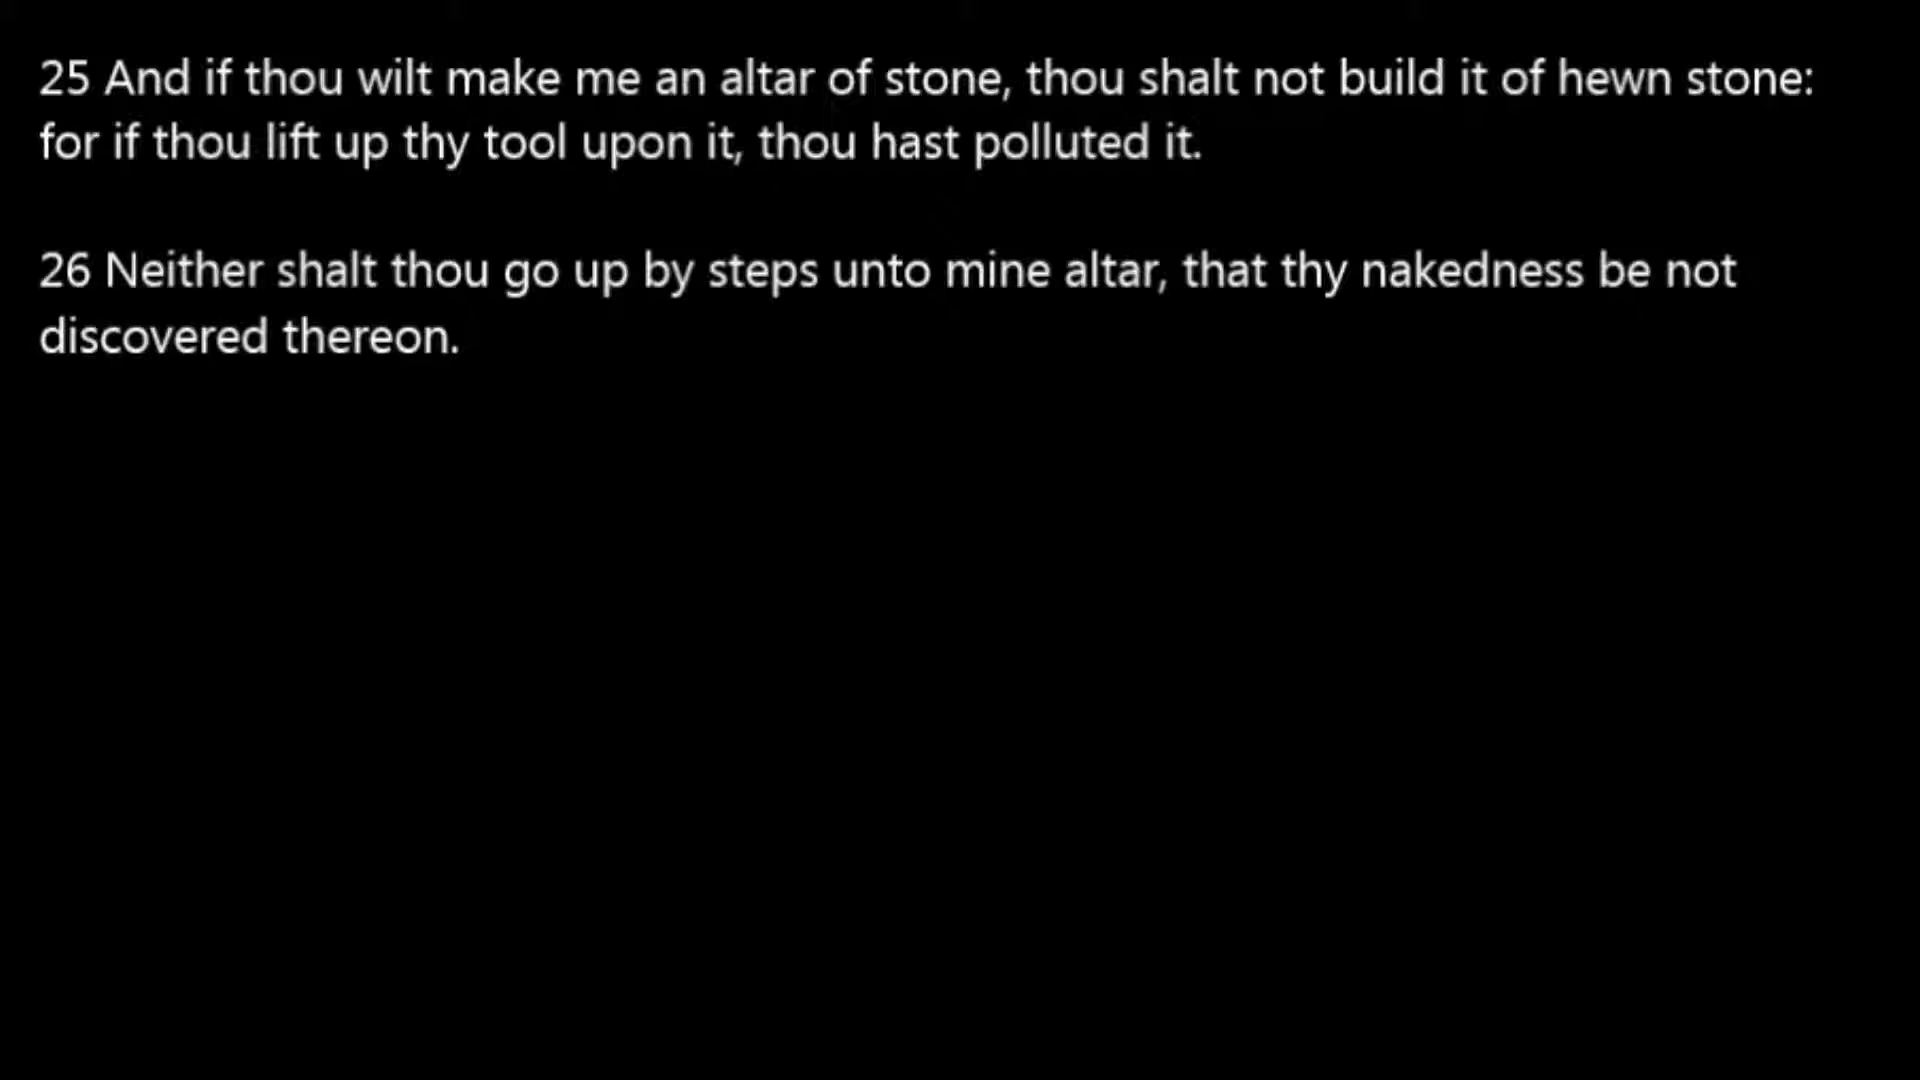 25 And if thou wilt make me an altar of stone, thou shalt not build it of hewn stone:
for if thou lift up thy tool upon it, thou hast polluted it.
26 Neither shalt thou go up by steps unto mine altar, that thy nakedness be not
discovered thereon.